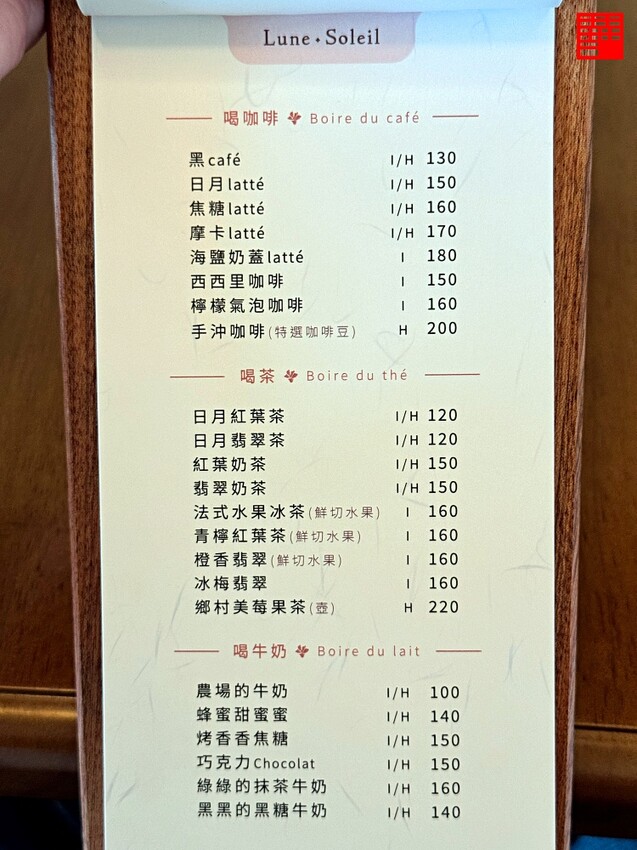 Lune·Soleil
喝咖啡 Boire du café
黑café I/H 130
日月latté I/H 150
焦糖latté I/H 160
摩卡latté I/H 170
海鹽奶蓋latté I 180
西西里咖啡 I 150
檸檬氣泡咖啡 I 160
手沖咖啡(特選咖啡豆) H 200
喝茶 Boire du thé
日月紅葉茶 I/H 120
日月翡翠茶 I/H 120
紅葉奶茶 I/H 150
翡翠奶茶 I/H 150
法式水果冰茶(鮮切水果) I 160
青檸紅葉茶(鮮切水果) I 160
橙香翡翠(鮮切水果) I 160
冰梅翡翠 I 160
鄉村美莓果茶(壺) H 220
喝牛奶 Boire du lait
農場的牛奶 I/H 100
蜂蜜甜蜜蜜 I/H 140
烤香香焦糖 I/H 150
巧克力Chocolat I/H 150
綠綠的抹茶牛奶 I/H 160
黑黑的黑糖牛奶 I/H 140